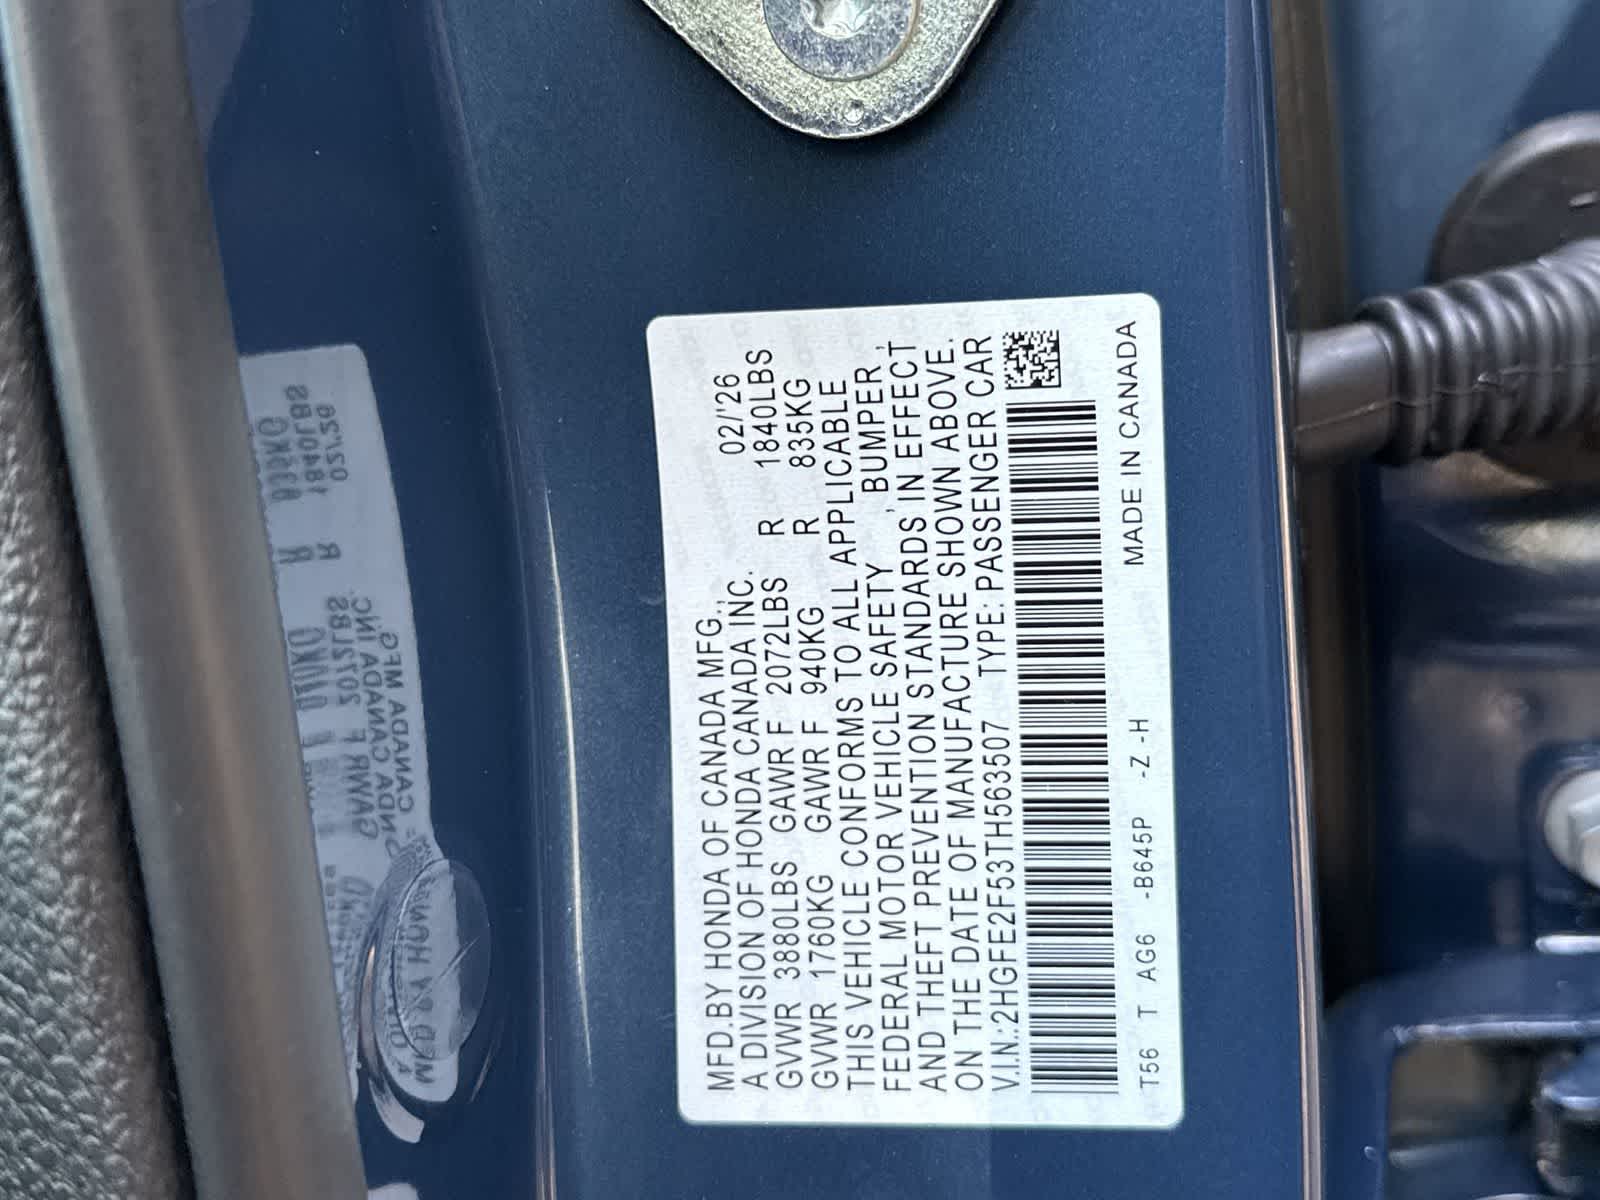 MFD.BY HONDA OF CANADA MFG.,
A DIVISION OF HONDA CANADA INC. 02/'26
GVWR 3880LBS GAWR F 2072LBS R 1840LBS
GVWR 1760KG GAWR F 940KG R 835KG
THIS VEHICLE CONFORMS TO ALL APPLICABLE
FEDERAL MOTOR VEHICLE SAFETY , BUMPER ,
AND THEFT PREVENTION STANDARDS IN EFFECT
ON THE DATE OF MANUFACTURE SHOWN ABOVE.
V.I.N.:2HGFE2F53TH563507 TYPE: PASSENGER CAR
T56 T AG6 -B645P -Z -H MADE IN CANADA